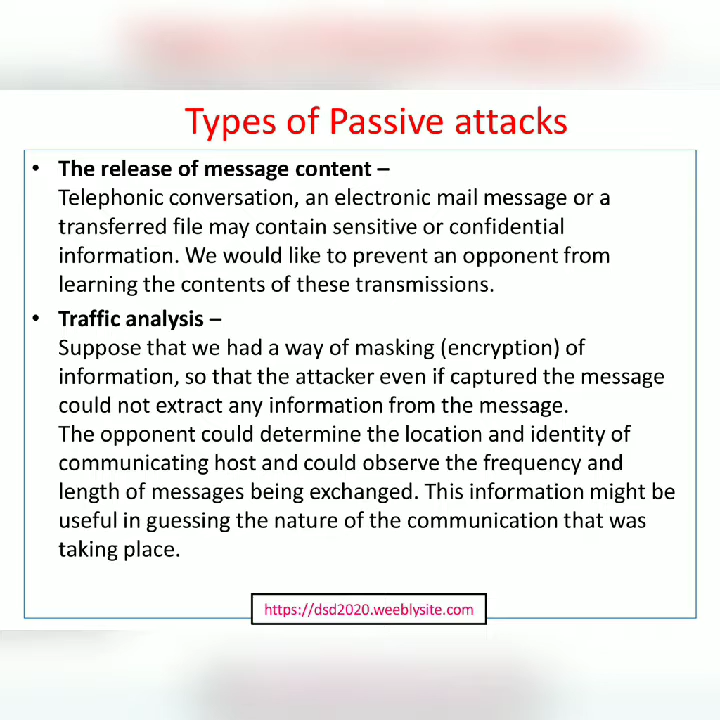 Types of Passive attacks
• The release of message content –
Telephonic conversation, an electronic mail message or a
transferred file may contain sensitive or confidential
information. We would like to prevent an opponent from
learning the contents of these transmissions.
• Traffic analysis –
Suppose that we had a way of masking (encryption) of
information, so that the attacker even if captured the message
could not extract any information from the message.
The opponent could determine the location and identity of
communicating host and could observe the frequency and
length of messages being exchanged. This information might be
useful in guessing the nature of the communication that was
taking place.
https://dsd2020.weeblysite.com